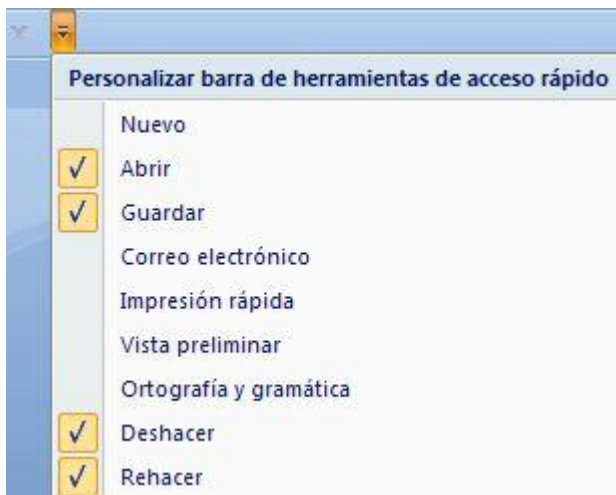 Personalizar barra de herramientas de acceso rápido
Nuevo
Abrir
Guardar
Correo electrónico
Impresión rápida
Vista preliminar
Ortografía y gramática
Deshacer
Rehacer